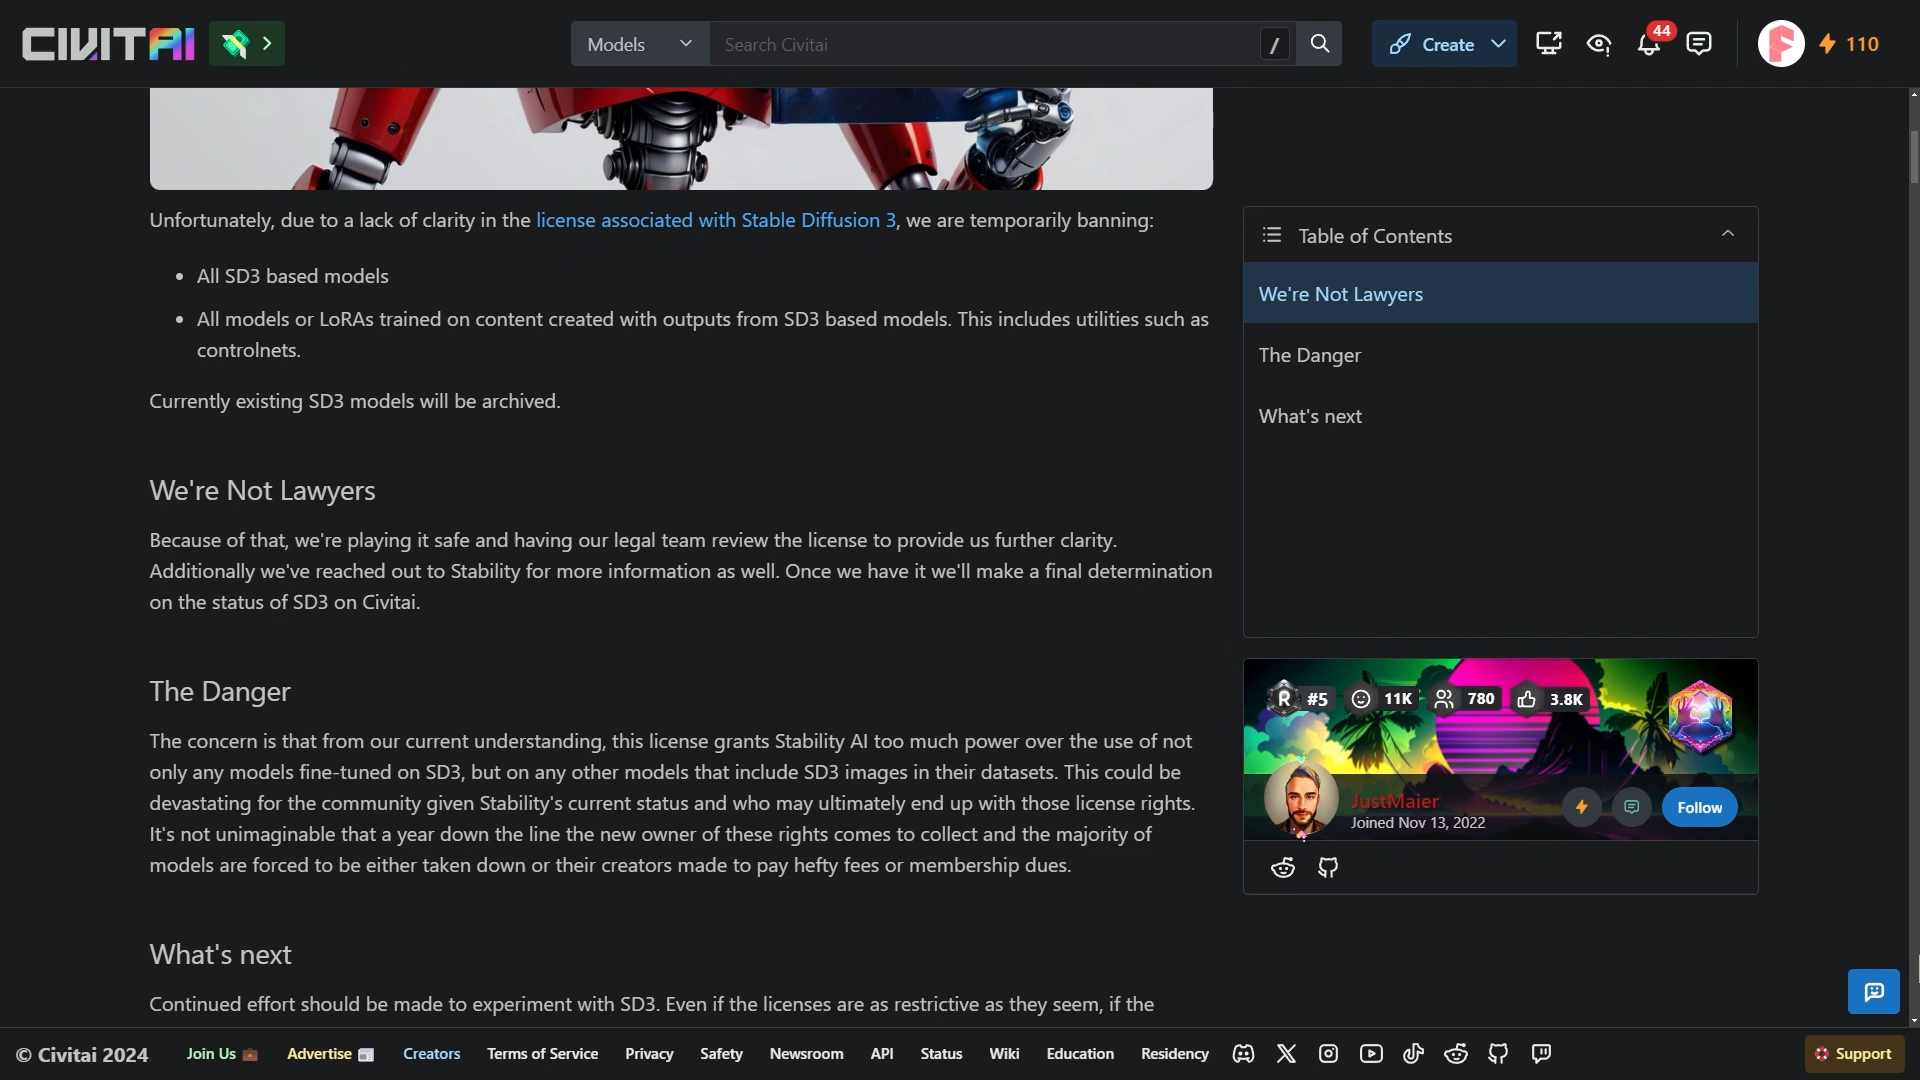 CIVITAI
Models
Search Civitai
/
Create
44
110
Unfortunately, due to a lack of clarity in the license associated with Stable Diffusion 3, we are temporarily banning:
• All SD3 based models
• All models or LoRAs trained on content created with outputs from SD3 based models. This includes utilities such as
controlnets.
Currently existing SD3 models will be archived.
We're Not Lawyers
Because of that, we're playing it safe and having our legal team review the license to provide us further clarity.
Additionally we've reached out to Stability for more information as well. Once we have it we'll make a final determination
on the status of SD3 on Civitai.
The Danger
The concern is that from our current understanding, this license grants Stability AI too much power over the use of not
only any models fine-tuned on SD3, but on any other models that include SD3 images in their datasets. This could be
devastating for the community given Stability's current status and who may ultimately end up with those license rights.
It's not unimaginable that a year down the line the new owner of these rights comes to collect and the majority of
models are forced to be either taken down or their creators made to pay hefty fees or membership dues.
What's next
Continued effort should be made to experiment with SD3. Even if the licenses are as restrictive as they seem, if the
Table of Contents
We're Not Lawyers
The Danger
What's next
R #5 11K 780 3.8K
JustMaier
Joined Nov 13, 2022
Follow
© Civitai 2024 Join Us Advertise Creators Terms of Service Privacy Safety Newsroom API Status Wiki Education Residency Support